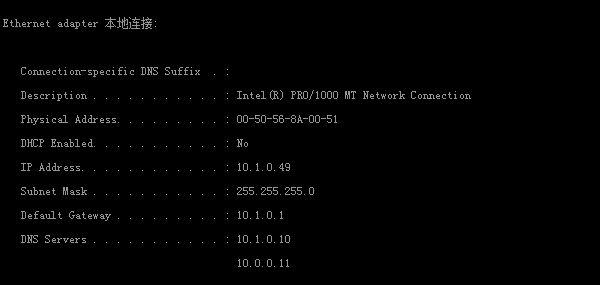 Ethernet adapter 本地连接:
Connection-specific DNS Suffix . :
Description . . . . . . . . . . . : Intel(R) PRO/1000 MT Network Connection
Physical Address. . . . . . . . . : 00-50-56-8A-00-51
DHCP Enabled. . . . . . . . . . . : No
IP Address. . . . . . . . . . . . : 10.1.0.49
Subnet Mask . . . . . . . . . . . : 255.255.255.0
Default Gateway . . . . . . . . . : 10.1.0.1
DNS Servers . . . . . . . . . . . : 10.1.0.10
10.0.0.11